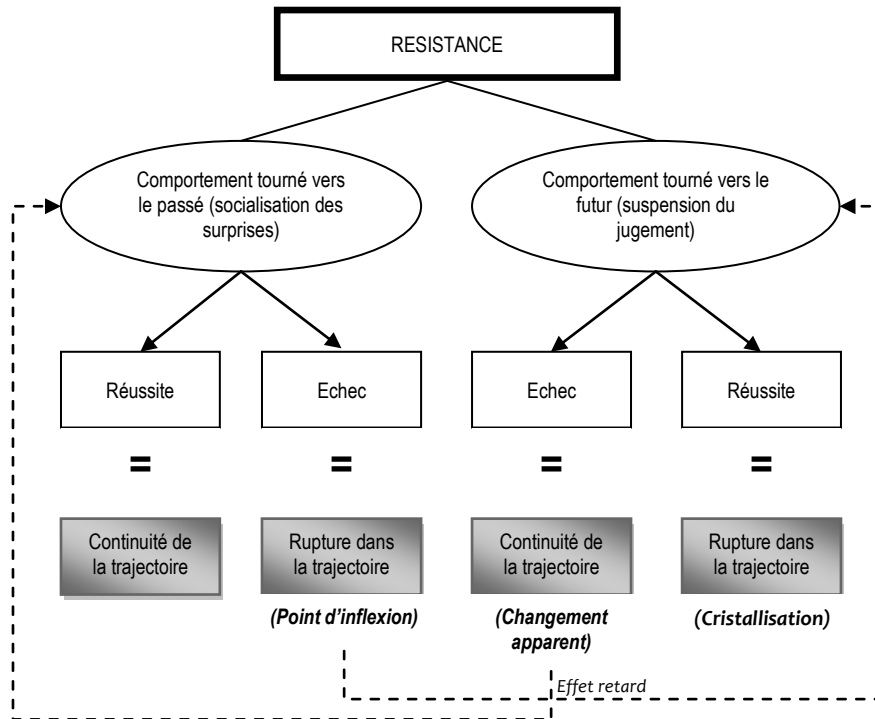 RESISTANCE
Comportement tourné vers
le passé (socialisation des
surprises)
Comportement tourné vers le
futur (suspension du
jugement)
Réussite
Echec
Echec
Réussite
=
=
=
=
Continuité de
la trajectoire
Rupture dans
la trajectoire
Continuité de
la trajectoire
Rupture dans
la trajectoire
(Point d’inflexion)
(Changement
apparent)
(Cristallisation)
Effet retard